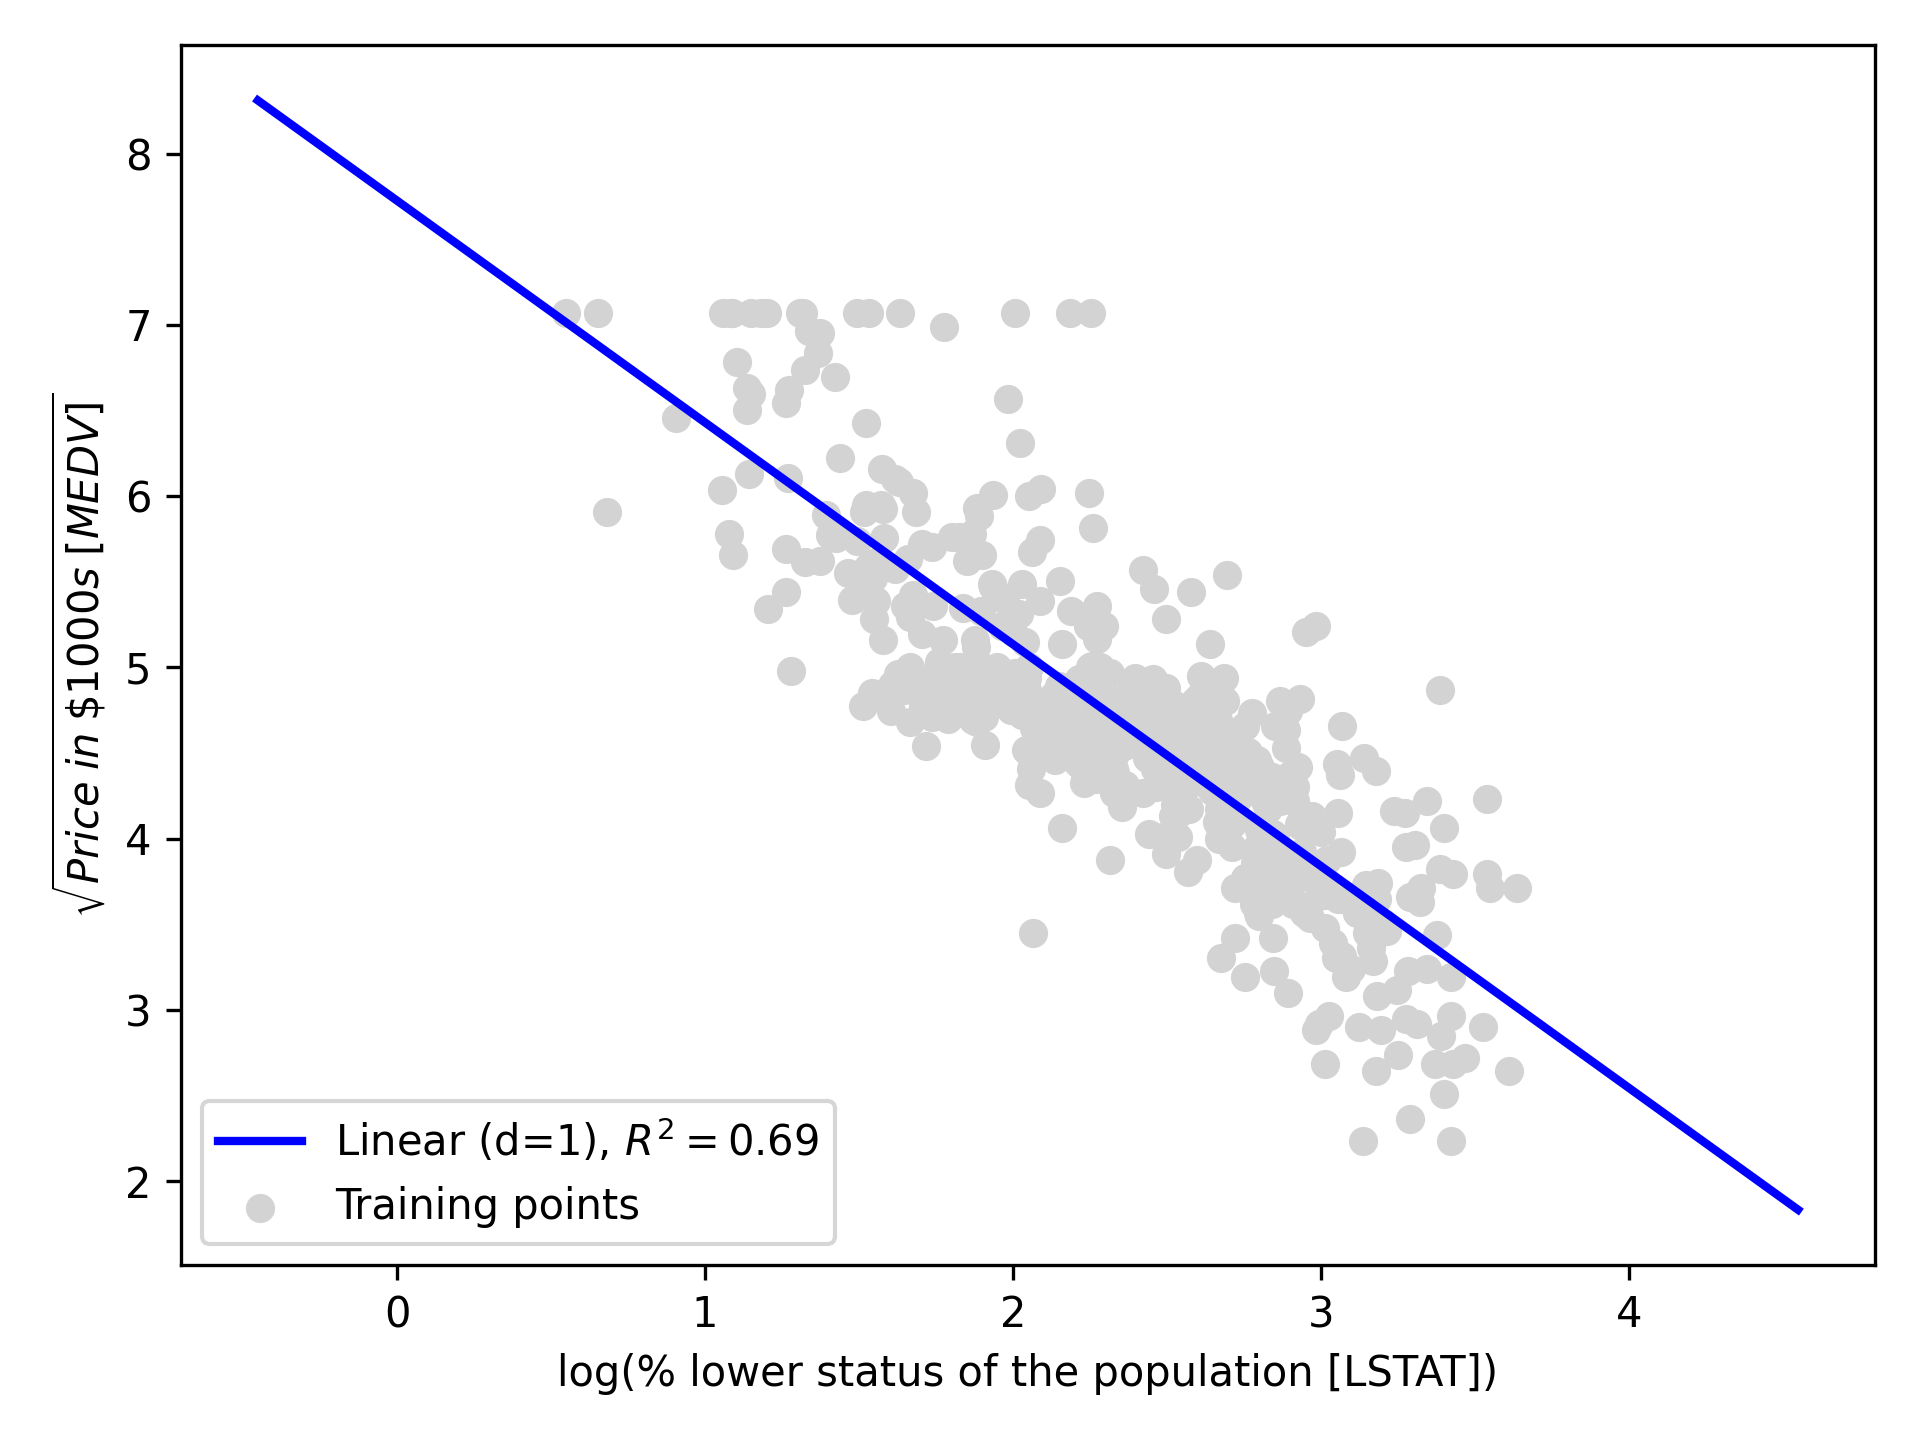 8
7
6
5
4
3
2
√Price in $1000s [MEDV]
Linear (d=1), R² = 0.69
Training points
0 1 2 3 4
log(% lower status of the population [LSTAT])